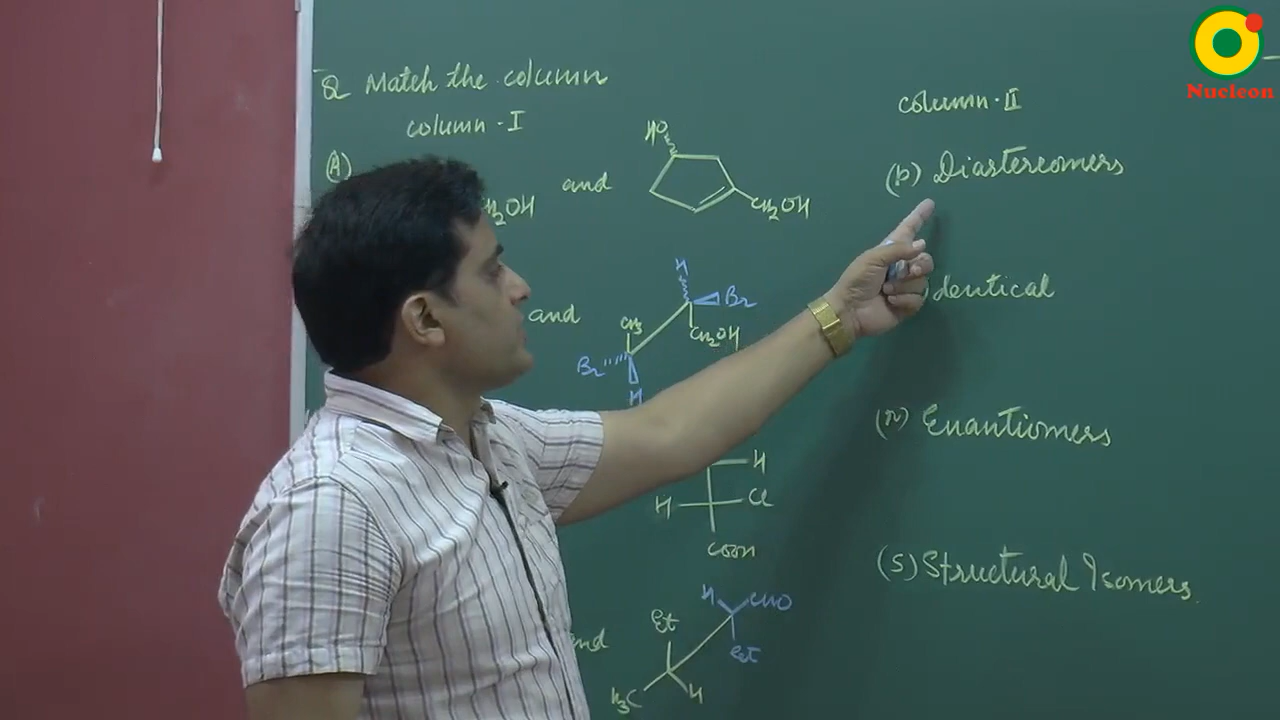 Nucleon
Q Match the column
column - I
column - II
(A)
CH2OH
and
HO
CH2OH
(p) Diastereomers
and
H
Br
CH3
CH2OH
Br
H
Identical
H
H
Cl
COOH
(r) Enantiomers
and
Et
H
CHO
Et
H3C
H
(s) Structural Isomers